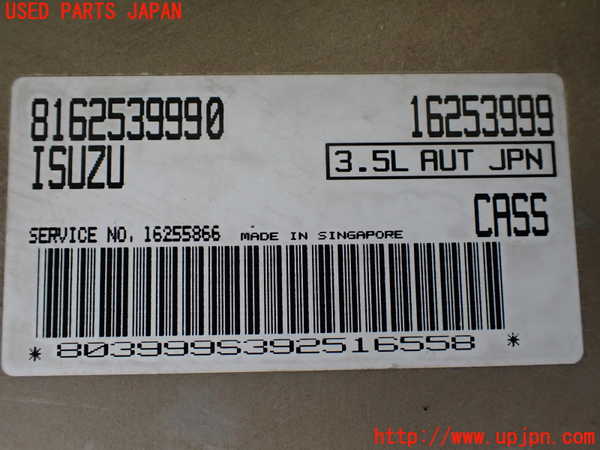 USED PARTS JAPAN
8162539990 16253999
ISUZU 3.5L AUT JPN
CASS
SERVICE NO. 16255866 MADE IN SINGAPORE
* 803999S392516558 *
http://www.upjpn.com/